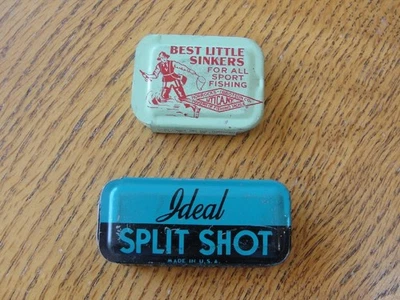 BEST LITTLE
SINKERS
FOR ALL
SPORT
FISHING
Ideal
SPLIT SHOT
MADE IN U.S.A.